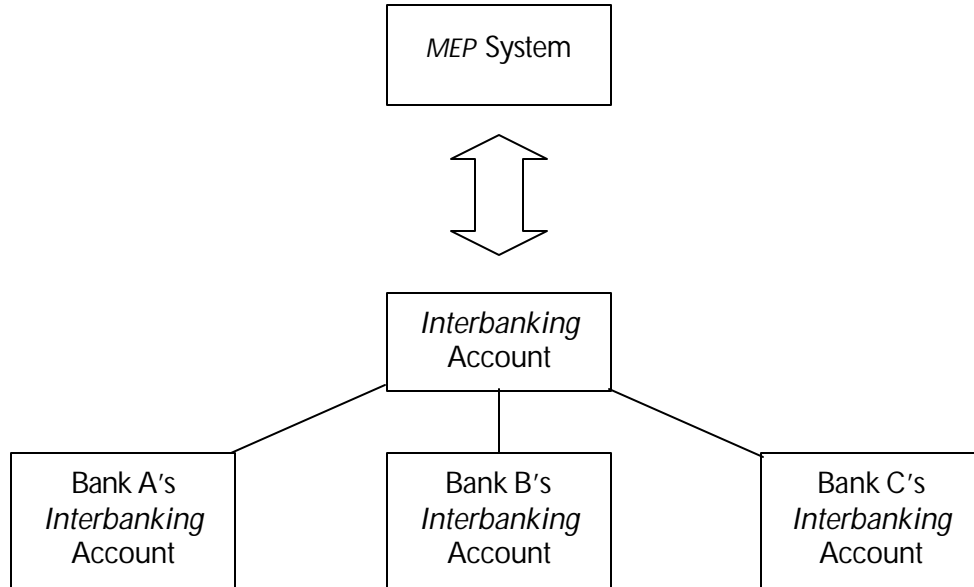 MEP System
Interbanking
Account
Bank A's
Interbanking
Account
Bank B's
Interbanking
Account
Bank C's
Interbanking
Account